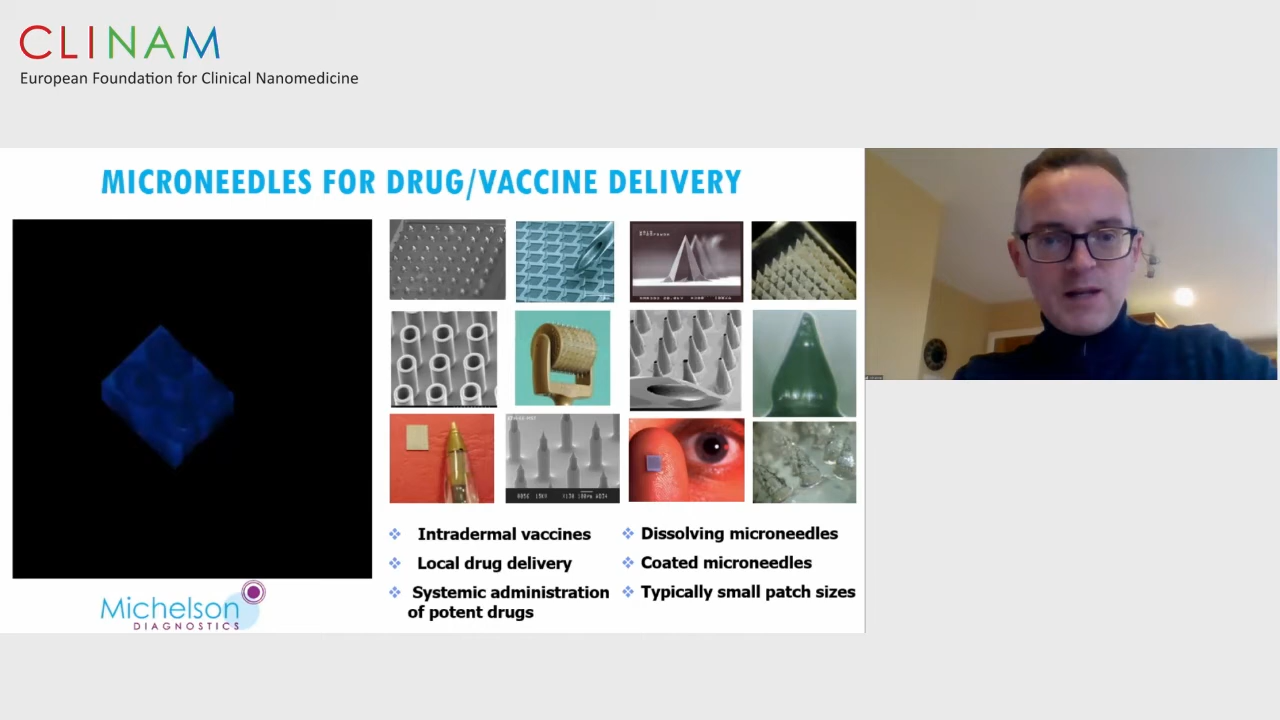 CLINAM
European Foundation for Clinical Nanomedicine
MICRONEEDLES FOR DRUG/VACCINE DELIVERY
Intradermal vaccines
Local drug delivery
Systemic administration
of potent drugs
Dissolving microneedles
Coated microneedles
Typically small patch sizes
Michelson
DIAGNOSTICS